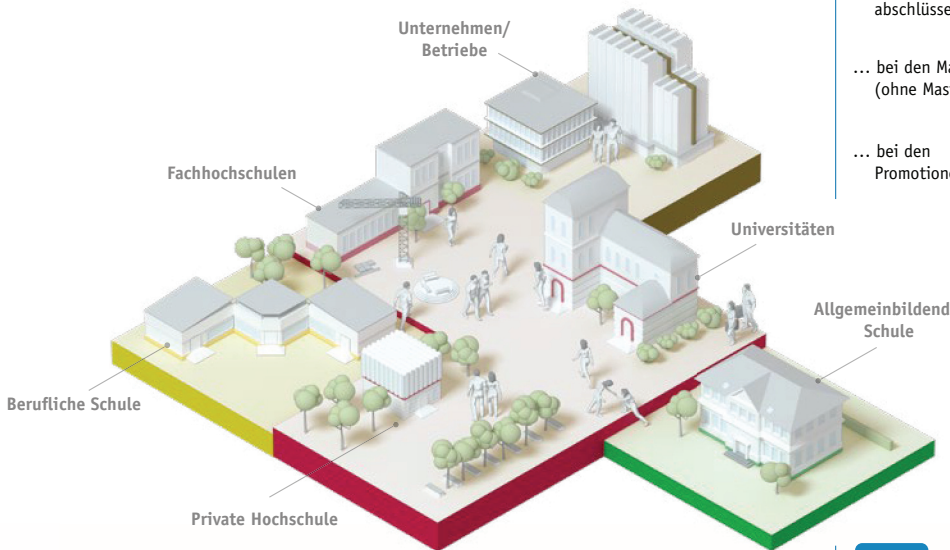 Unternehmen/
Betriebe
Fachhochschulen
Universitäten
Allgemeinbildend
Schule
Berufliche Schule
Private Hochschule
abschlüsse
... bei den Ma
(ohne Mas
... bei den
Promotione